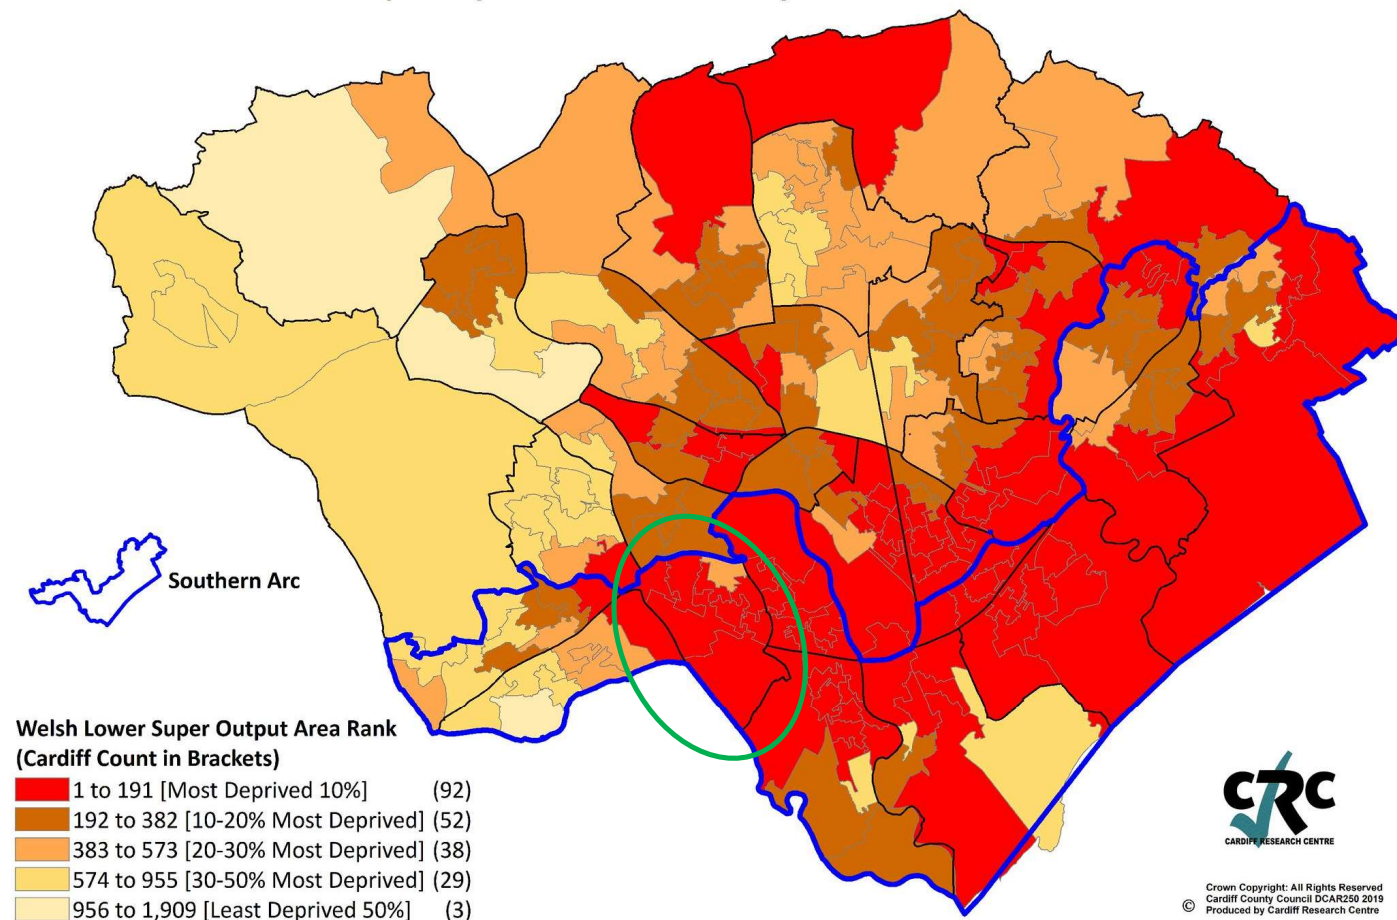 Southern Arc
Welsh Lower Super Output Area Rank
(Cardiff Count in Brackets)
1 to 191 [Most Deprived 10%] (92)
192 to 382 [10-20% Most Deprived] (52)
383 to 573 [20-30% Most Deprived] (38)
574 to 955 [30-50% Most Deprived] (29)
956 to 1,909 [Least Deprived 50%] (3)
CRC
CARDIFF RESEARCH CENTRE
Crown Copyright: All Rights Reserved
Cardiff County Council DCAR250 2019
© Produced by Cardiff Research Centre